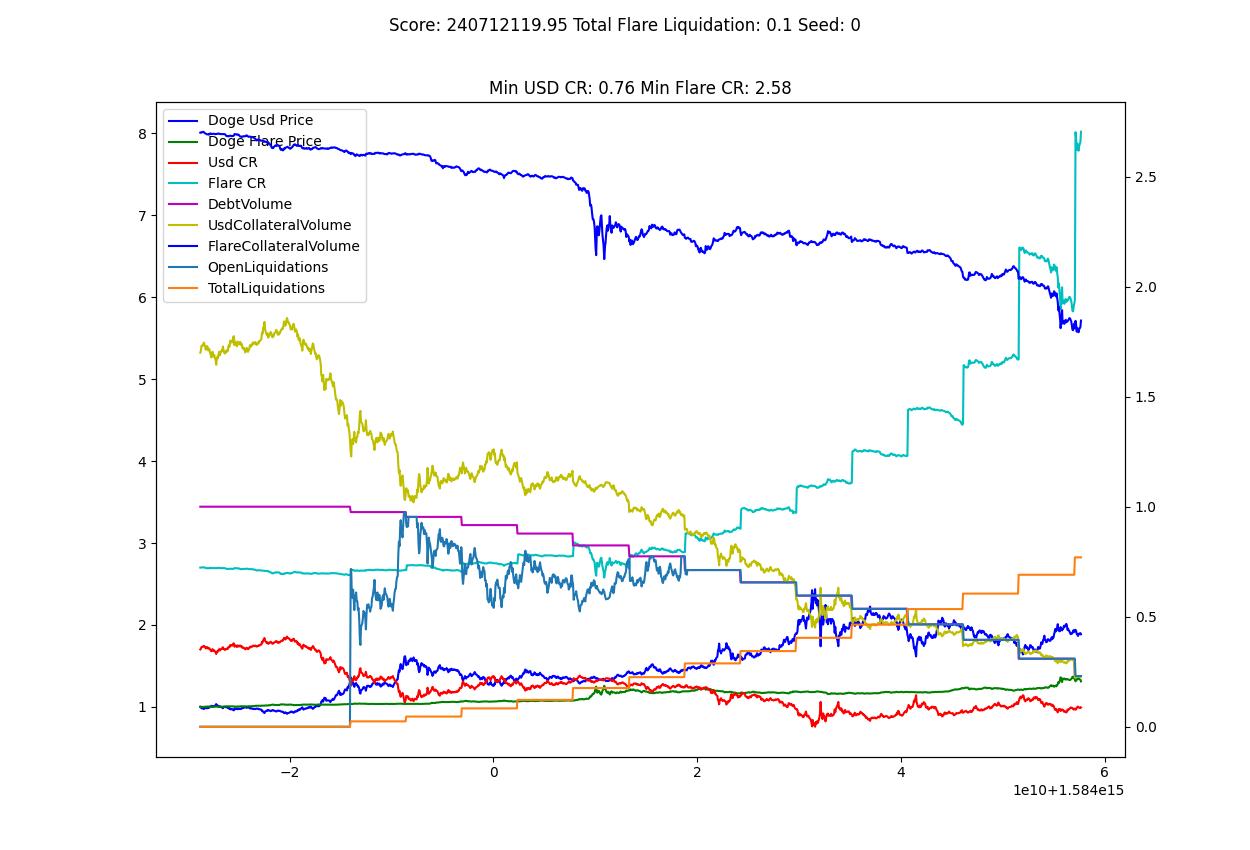 Score: 240712119.95 Total Flare Liquidation: 0.1 Seed: 0
Min USD CR: 0.76 Min Flare CR: 2.58
Doge Usd Price
Doge Flare Price
Usd CR
Flare CR
DebtVolume
UsdCollateralVolume
FlareCollateralVolume
OpenLiquidations
TotalLiquidations
8
7
6
5
4
3
2
1
2.5
2.0
1.5
1.0
0.5
0.0
−2
0
2
4
6
1e10+1.584e15